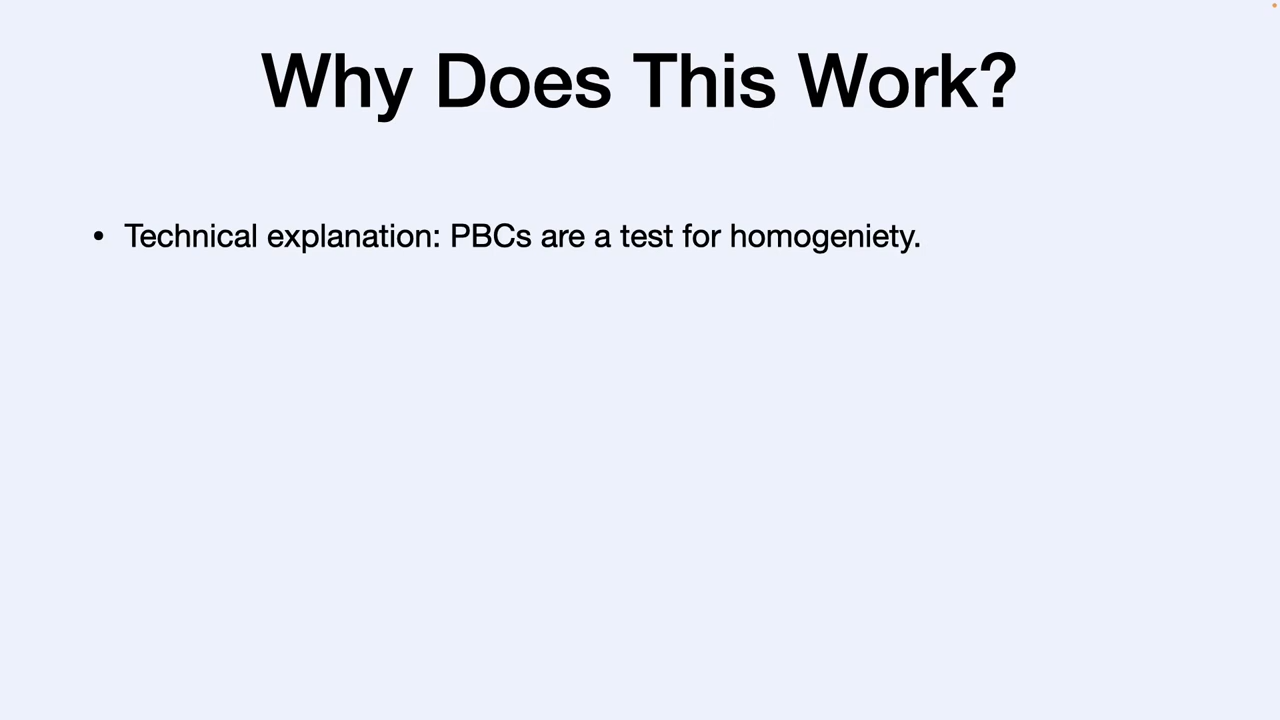 Why Does This Work?
• Technical explanation: PBCs are a test for homogeniety.